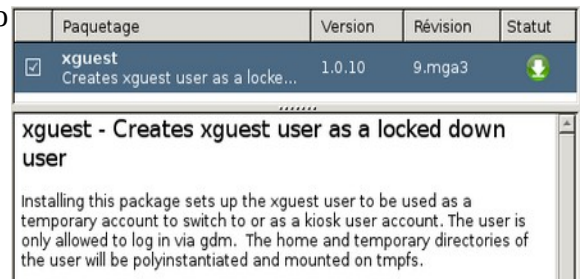 Paquetage Version Révision Statut
xguest 1.0.10 9.mga3
Creates xguest user as a locke...
xguest - Creates xguest user as a locked down
user
Installing this package sets up the xguest user to be used as a
temporary account to switch to or as a kiosk user account. The user is
only allowed to log in via gdm. The home and temporary directories of
the user will be polyinstantiated and mounted on tmpfs.